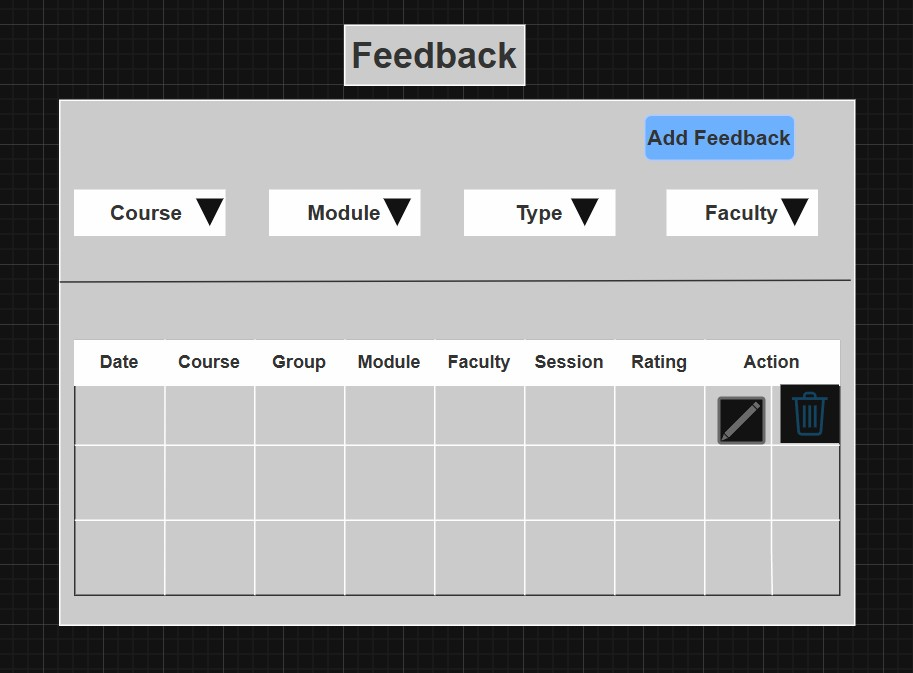 Feedback
Add Feedback
Course Module Type Faculty
Date Course Group Module Faculty Session Rating Action